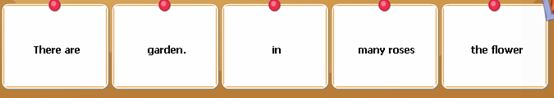 There are garden. in many roses the flower